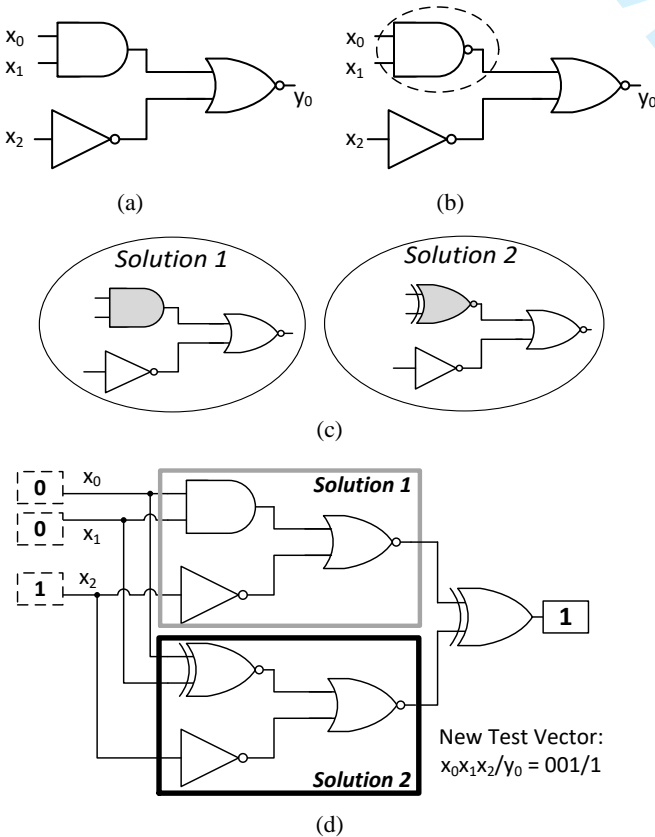 x0
x1
x2
y0
(a)
x0
x1
x2
y0
(b)
Solution 1
Solution 2
(c)
0
x0
0
x1
1
x2
Solution 1
Solution 2
1
New Test Vector:
x0x1x2/y0 = 001/1
(d)